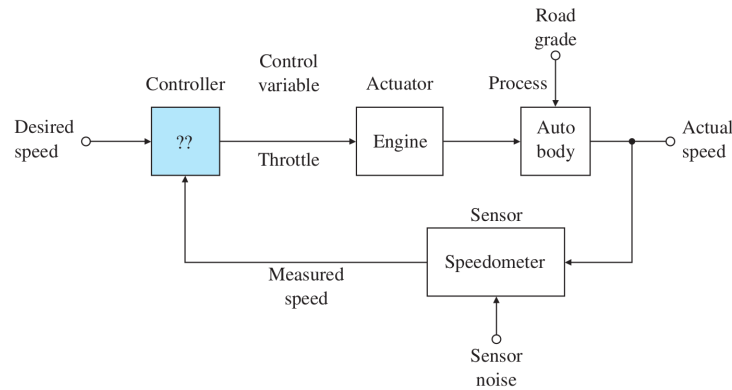 Road
grade
Control
variable
Controller
Actuator
Process
Desired
speed
??
Throttle
Engine
Auto
body
Actual
speed
Sensor
Speedometer
Measured
speed
Sensor
noise